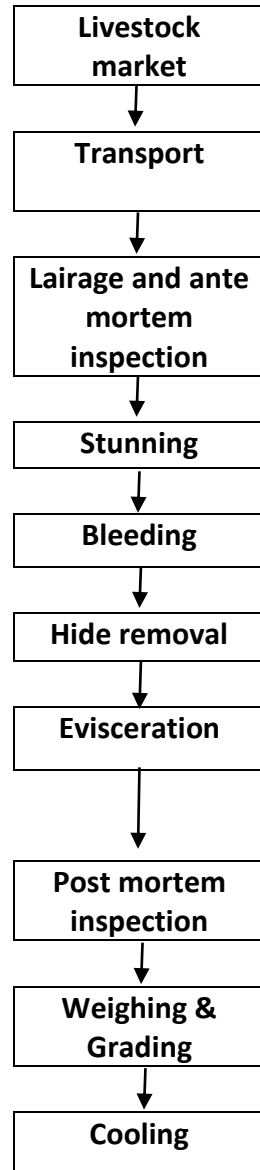 Livestock
market
Transport
Lairage and ante
mortem
inspection
Stunning
Bleeding
Hide removal
Evisceration
Post mortem
inspection
Weighing &
Grading
Cooling